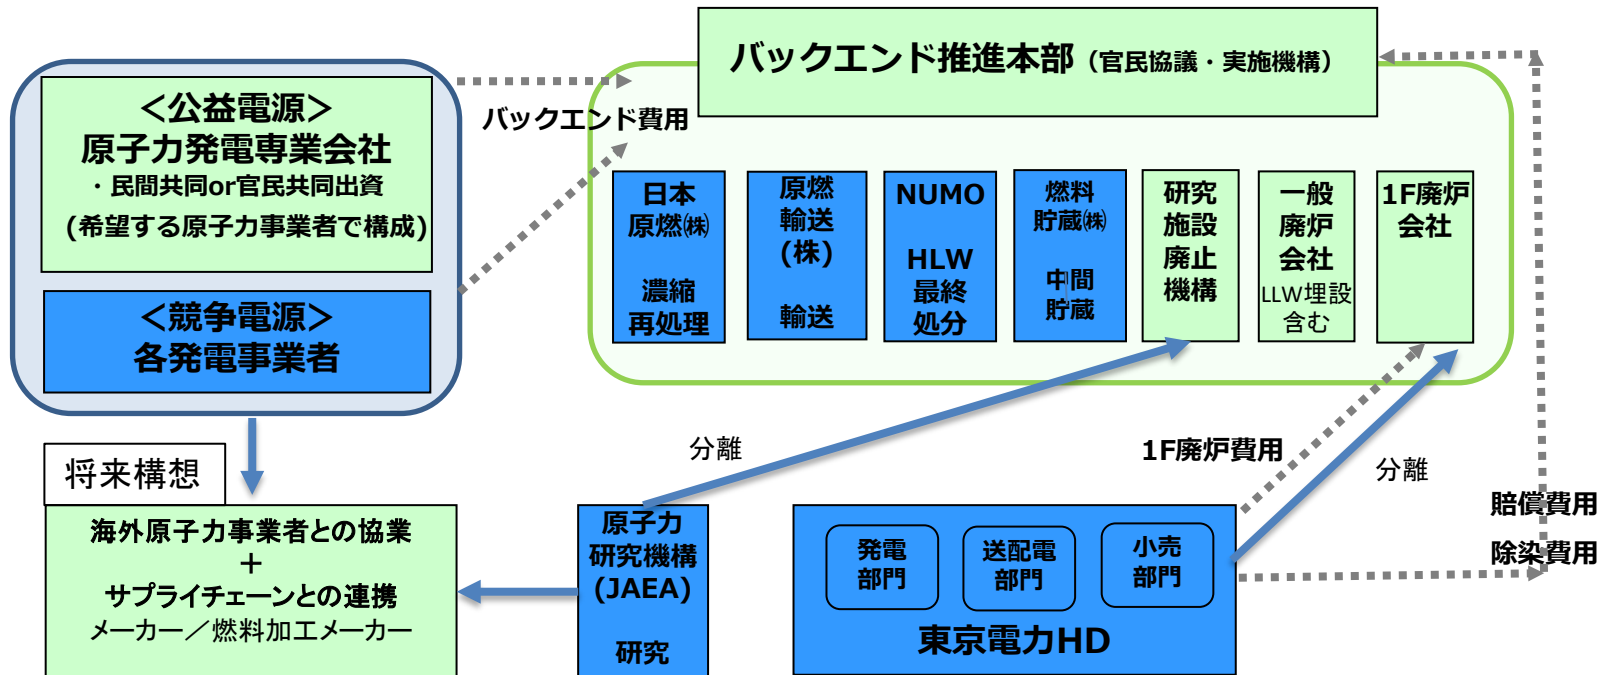 バックエンド推進本部（官民協議・実施機構）
＜公益電源＞
原子力発電専業会社
・民間共同or官民共同出資
(希望する原子力事業者で構成)
＜競争電源＞
各発電事業者
バックエンド費用
日本
原燃㈱
濃縮
再処理
原燃
輸送
(株)
輸送
NUMO
HLW
最終
処分
燃料
貯蔵㈱
中間
貯蔵
研究
施設
廃止
機構
一般
廃炉
会社
LLW埋設
含む
1F廃炉
会社
分離
1F廃炉費用
分離
賠償費用
除染費用
将来構想
海外原子力事業者との協業
＋
サプライチェーンとの連携
メーカー／燃料加工メーカー
原子力
研究機構
(JAEA)
研究
発電
部門
送配電
部門
小売
部門
東京電力HD